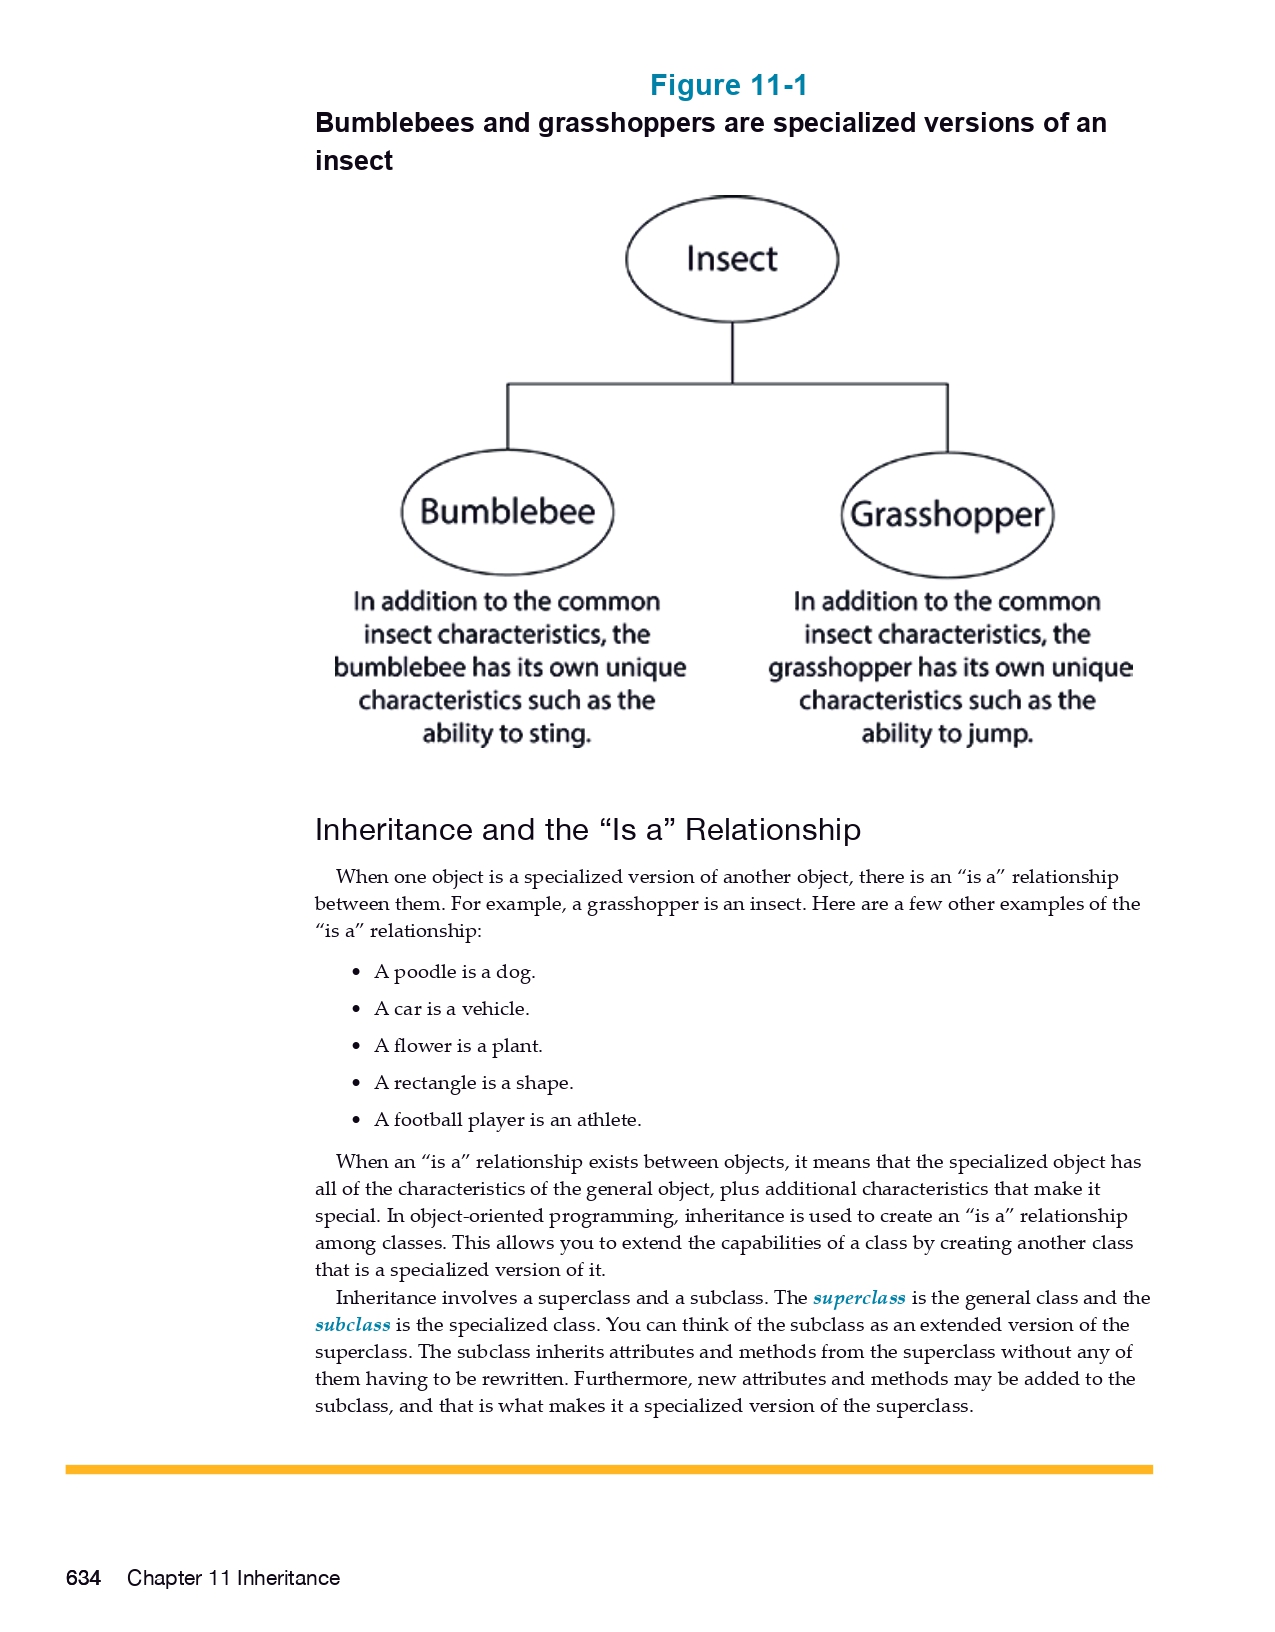 Figure 11-1
Bumblebees and grasshoppers are specialized versions of an
insect
Insect
Bumblebee
In addition to the common
insect characteristics, the
bumblebee has its own unique
characteristics such as the
ability to sting.
Grasshopper
In addition to the common
insect characteristics, the
grasshopper has its own unique
characteristics such as the
ability to jump.
Inheritance and the “Is a” Relationship
When one object is a specialized version of another object, there is an “is a” relationship
between them. For example, a grasshopper is an insect. Here are a few other examples of the
“is a” relationship:
• A poodle is a dog.
• A car is a vehicle.
• A flower is a plant.
• A rectangle is a shape.
• A football player is an athlete.
When an “is a” relationship exists between objects, it means that the specialized object has
all of the characteristics of the general object, plus additional characteristics that make it
special. In object-oriented programming, inheritance is used to create an “is a” relationship
among classes. This allows you to extend the capabilities of a class by creating another class
that is a specialized version of it.
Inheritance involves a superclass and a subclass. The superclass is the general class and the
subclass is the specialized class. You can think of the subclass as an extended version of the
superclass. The subclass inherits attributes and methods from the superclass without any of
them having to be rewritten. Furthermore, new attributes and methods may be added to the
subclass, and that is what makes it a specialized version of the superclass.
634 Chapter 11 Inheritance